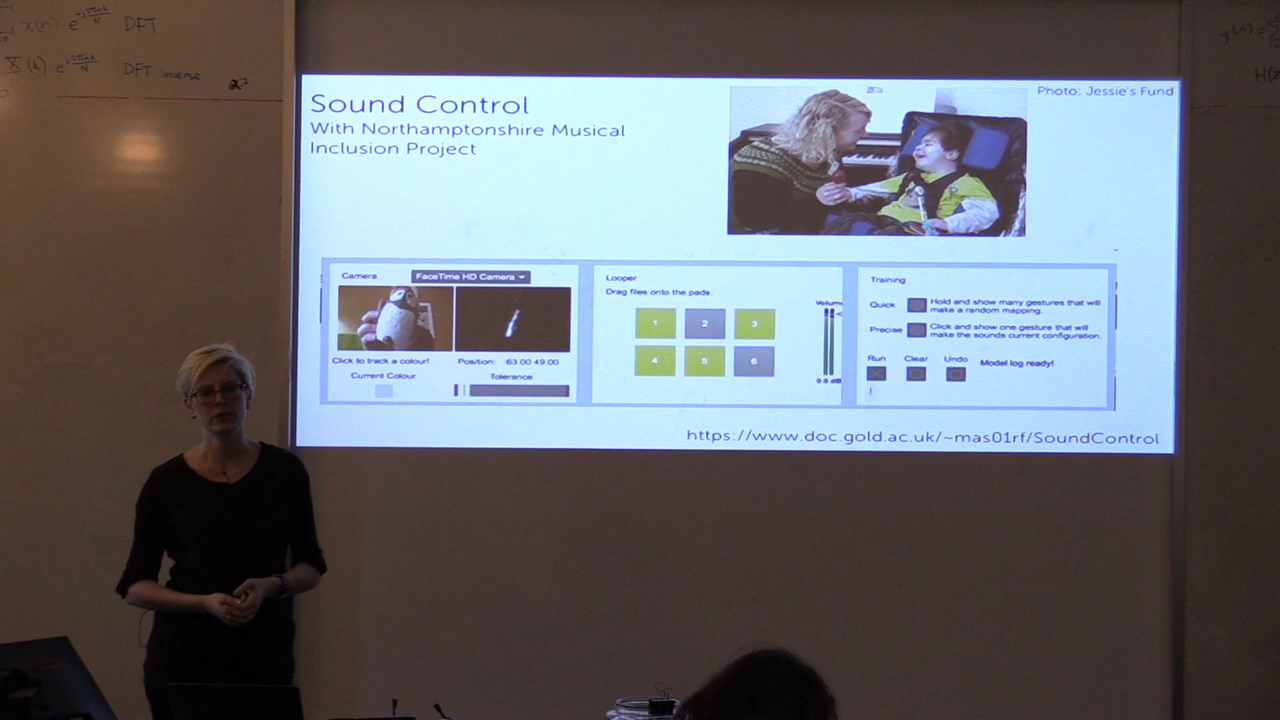 DFT
DFT inverse
Sound Control
With Northamptonshire Musical
Inclusion Project
Photo: Jessie's Fund
Camera
FaceTime HD Camera
Click to track a colour!
Position: 63.00 49.00
Current Colour
Tolerance
Looper
Drag files onto the pads.
1
2
3
4
5
6
Volume
0.0 dB
Training
Quick
Hold and show many gestures that will
make a random mapping.
Precise
Click and show one gesture that will
make the sounds current configuration.
Run
Clear
Undo
Model log ready!
https://www.doc.gold.ac.uk/~mas01rf/SoundControl